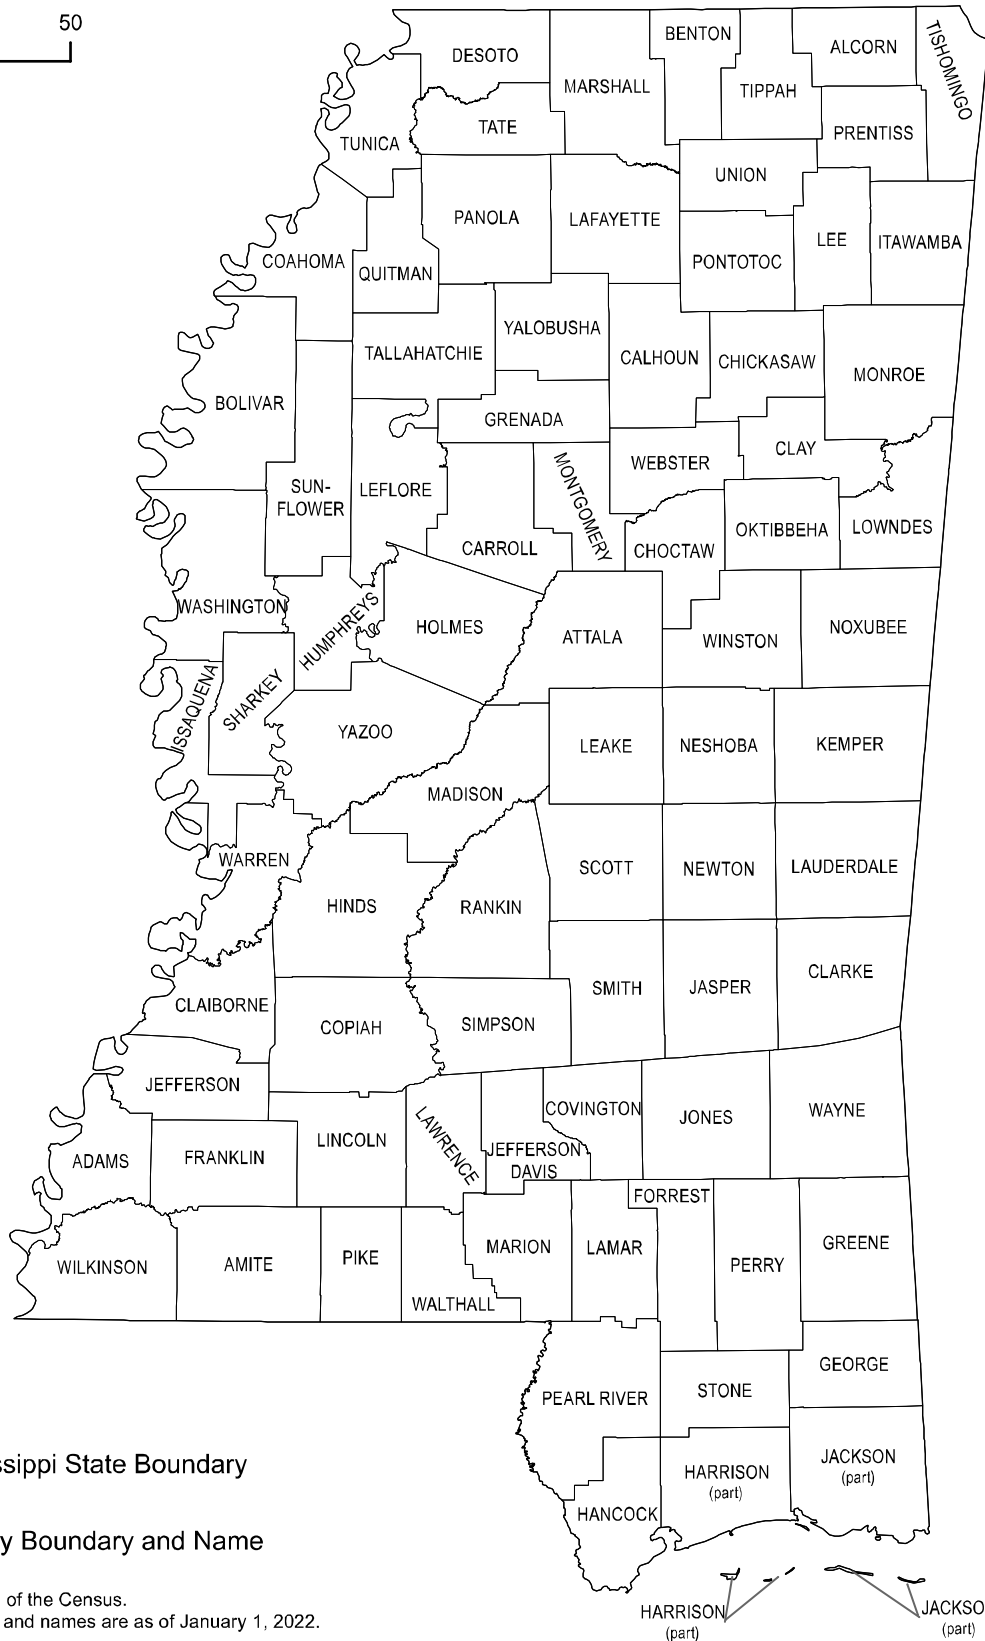 50
BENTON
DESOTO
ALCORN
TISHOMINGO
MARSHALL
TIPPAH
TATE
PRENTISS
TUNICA
UNION
PANOLA
LAFAYETTE
LEE
ITAWAMBA
COAHOMA
PONTOTOC
QUITMAN
YALOBUSHA
TALLAHATCHIE
CALHOUN
CHICKASAW
MONROE
BOLIVAR
GRENADA
CLAY
WEBSTER
MONTGOMERY
SUN-
FLOWER
LEFLORE
LOWNDES
OKTIBBEHA
CARROLL
CHOCTAW
WASHINGTON
HUMPHREYS
HOLMES
ATTALA
WINSTON
NOXUBEE
ISSAQUENA
SHARKEY
YAZOO
LEAKE
NESHOBA
KEMPER
MADISON
WARREN
SCOTT
NEWTON
LAUDERDALE
HINDS
RANKIN
CLARKE
SMITH
JASPER
CLAIBORNE
COPIAH
SIMPSON
JEFFERSON
COVINGTON
JONES
WAYNE
LAWRENCE
LINCOLN
JEFFERSON
DAVIS
ADAMS
FRANKLIN
FORREST
MARION
LAMAR
GREENE
WILKINSON
AMITE
PIKE
PERRY
WALTHALL
GEORGE
PEARL RIVER
STONE
JACKSON
(part)
HARRISON
(part)
HANCOCK
ssippi State Boundary
y Boundary and Name
of the Census.
and names are as of January 1, 2022.
HARRISON
(part)
JACKSO
(part)